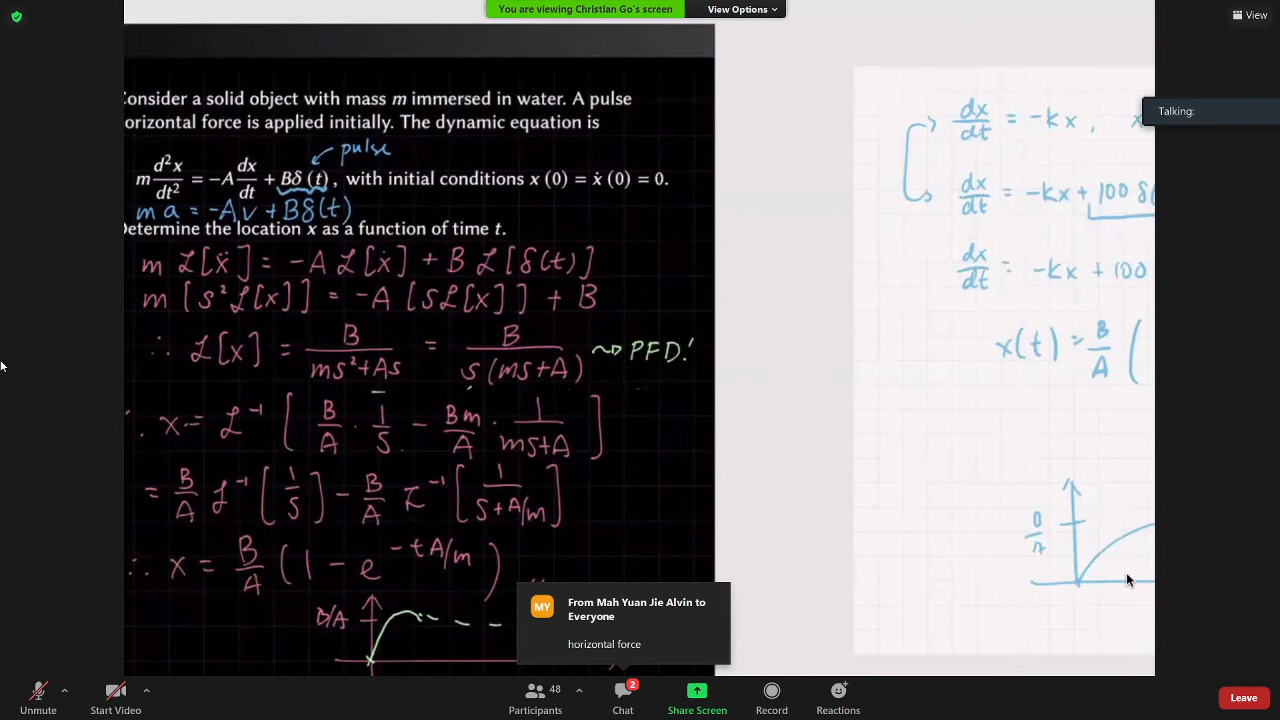 You are viewing Christian Go's screen
View Options
View
Talking:
Consider a solid object with mass m immersed in water. A pulse
horizontal force is applied initially. The dynamic equation is
pulse
m d²x/dt² = -A dx/dt + Bδ (t), with initial conditions x (0) = ẋ (0) = 0.
m a = -A v + B δ(t)
Determine the location x as a function of time t.
m ℒ[ẍ] = -A ℒ[ẋ] + B ℒ[δ(t)]
m [s² ℒ[x]] = -A [sℒ[x]] + B
∴ ℒ[x] = B/(ms²+As) = B/(s(ms+A)) ⇝ PFD!
∴ x = ℒ⁻¹ [B/A · 1/s - Bm/A · 1/(ms+A)]
= B/A ℒ⁻¹ [1/s] - B/A ℒ⁻¹ [1/(s+A/m)]
∴ x = B/A (1 - e^(-tA/m))
B/A
dx/dt = -kx, x
dx/dt = -kx + 100 δ(
dx/dt = -kx + 100
x(t) = B/A (
MY
From Mah Yuan Jie Alvin to
Everyone
horizontal force
Unmute
Start Video
48
Participants
2
Chat
Share Screen
Record
Reactions
Leave